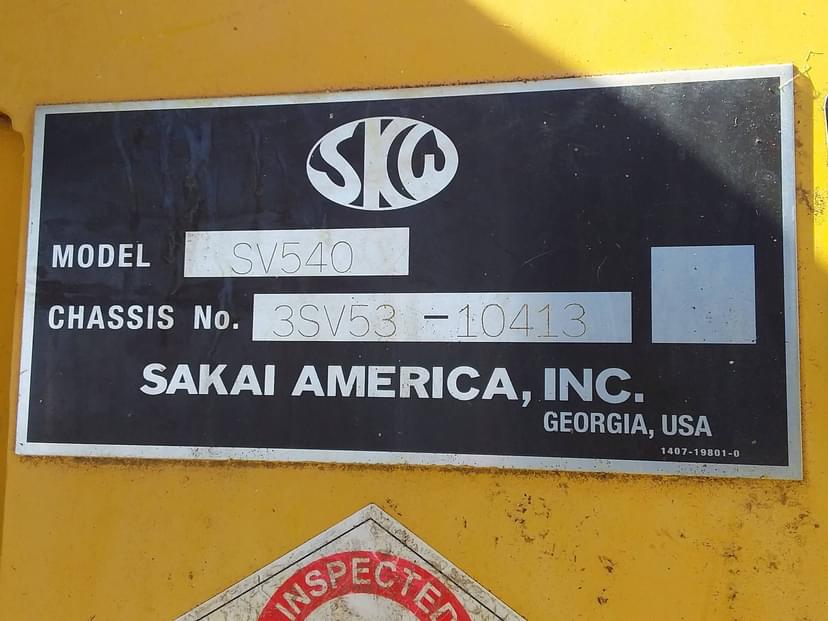 SKW
MODEL SV540
CHASSIS No. 3SV53 -10413
SAKAI AMERICA, INC.
GEORGIA, USA
1407-19801-0
INSPECTED